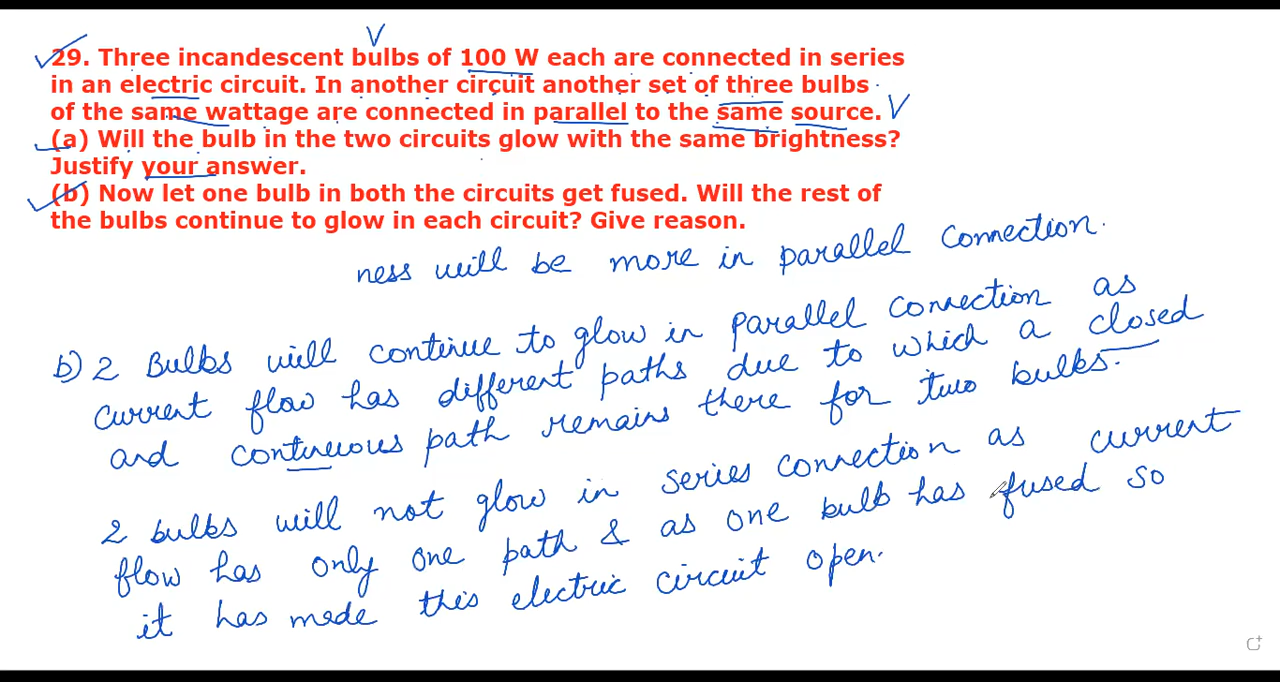 29. Three incandescent bulbs of 100 W each are connected in series
in an electric circuit. In another circuit another set of three bulbs
of the same wattage are connected in parallel to the same source.
(a) Will the bulb in the two circuits glow with the same brightness?
Justify your answer.
(b) Now let one bulb in both the circuits get fused. Will the rest of
the bulbs continue to glow in each circuit? Give reason.
V
V
ness will be more in parallel connection.
b) 2 Bulbs will continue to glow in parallel connection as
current flow has different paths due to which a closed
and continuous path remains there for two bulbs.
2 bulbs will not glow in series connection as current
flow has only one path & as one bulb has fused so
it has made this electric circuit open.